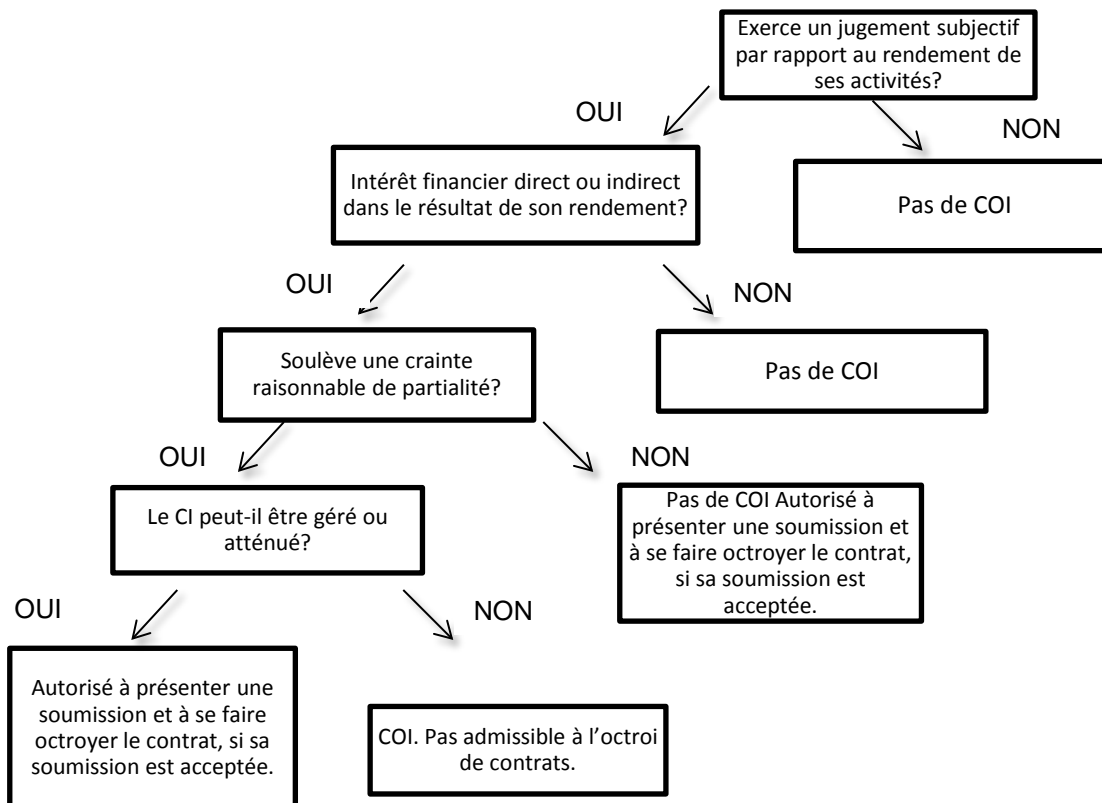 Exerce un jugement subjectif
par rapport au rendement de
ses activités?
OUI
NON
Intérêt financier direct ou indirect
dans le résultat de son rendement?
Pas de COI
OUI
NON
Soulève une crainte
raisonnable de partialité?
Pas de COI
OUI
NON
Le CI peut-il être géré ou
atténué?
Pas de COI Autorisé à
présenter une soumission et
à se faire octroyer le contrat,
si sa soumission est
acceptée.
OUI
NON
Autorisé à présenter une
soumission et à se faire
octroyer le contrat, si sa
soumission est acceptée.
COI. Pas admissible à l’octroi
de contrats.